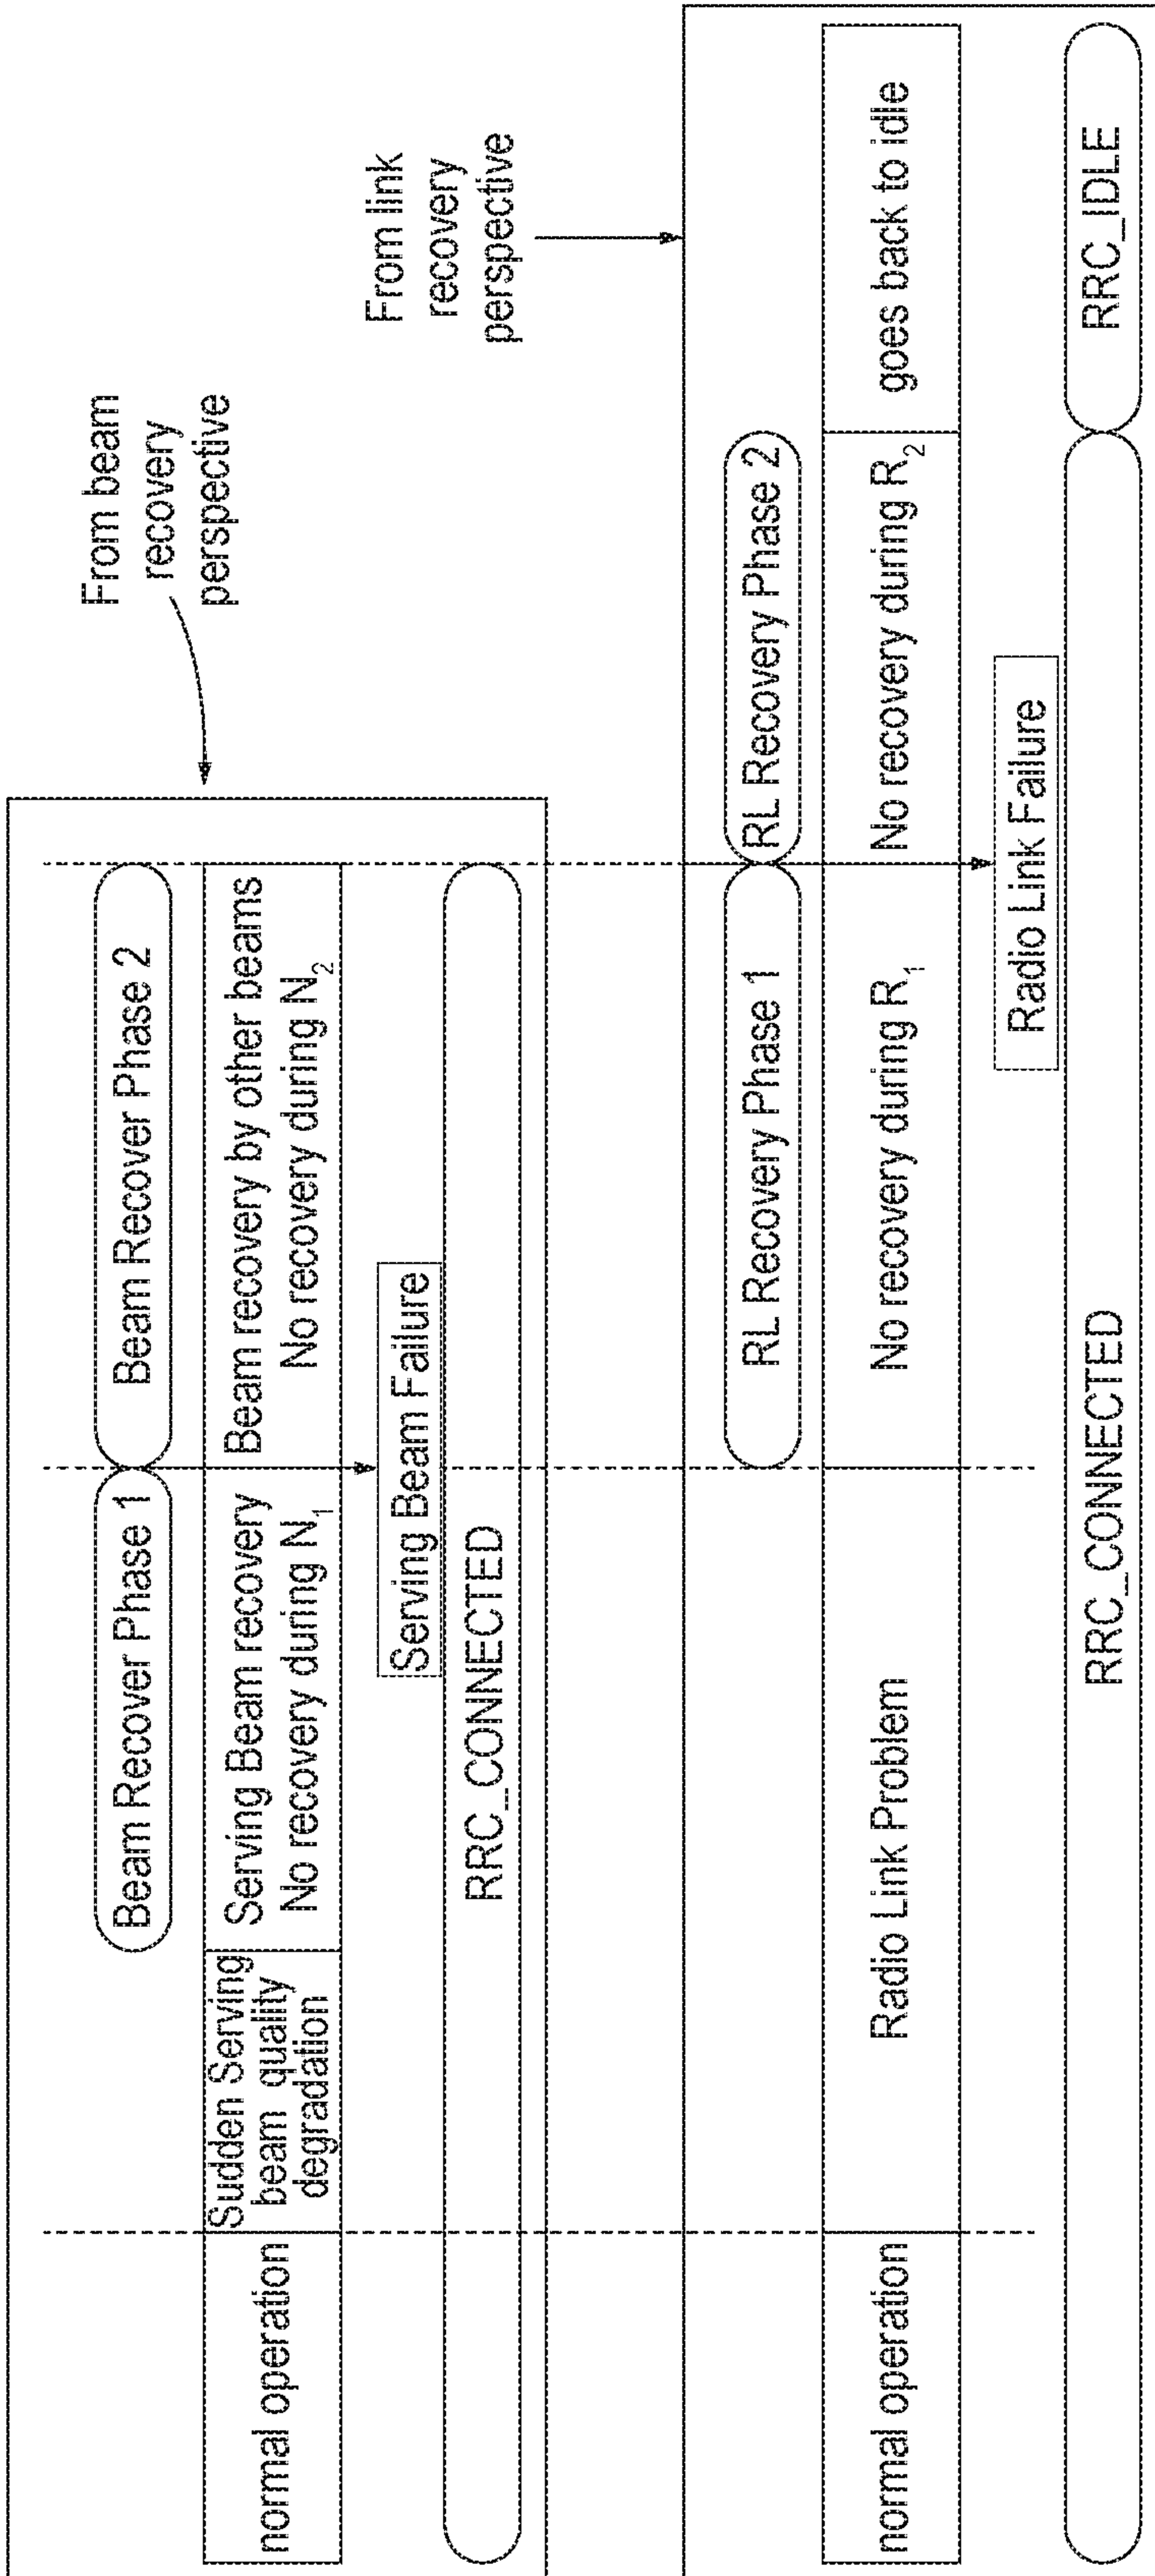 From beam
recovery
perspective
Beam Recover Phase 1
Beam Recover Phase 2
normal operation
Sudden Serving
beam quality
degradation
Serving Beam recovery
No recovery during N1
Beam recovery by other beams
No recovery during N2
Serving Beam Failure
RRC_CONNECTED
From link
recovery
perspective
RL Recovery Phase 1
RL Recovery Phase 2
normal operation
Radio Link Problem
No recovery during R1
No recovery during R2
goes back to idle
Radio Link Failure
RRC_CONNECTED
RRC_IDLE